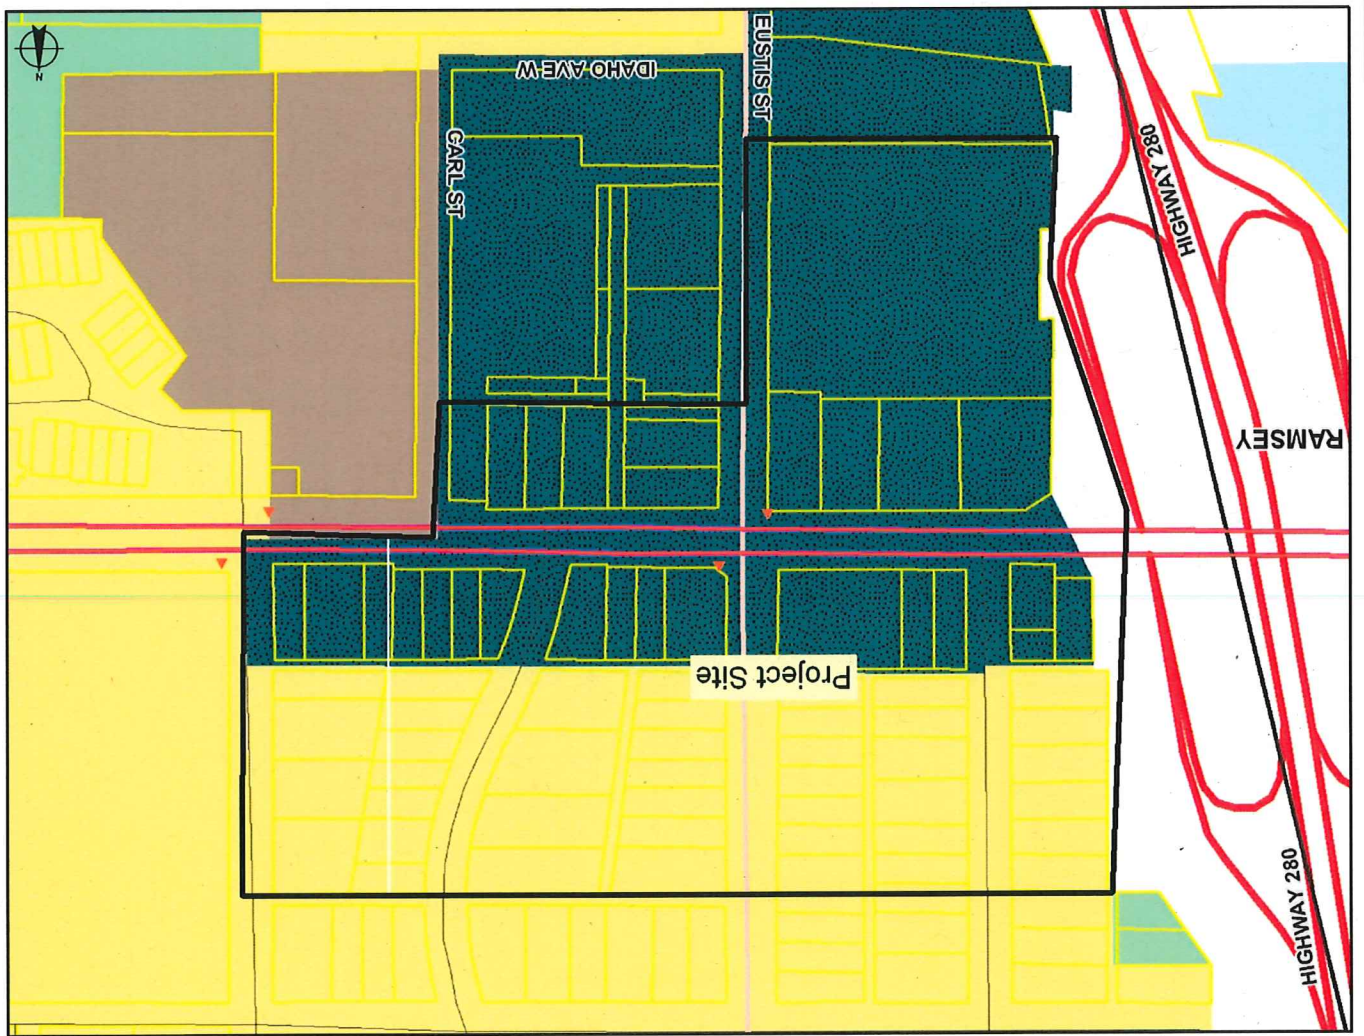 N
IDAHO AVE W
EUSTIS ST
CARL ST
HIGHWAY 280
RAMSEY
Project Site
HIGHWAY 280